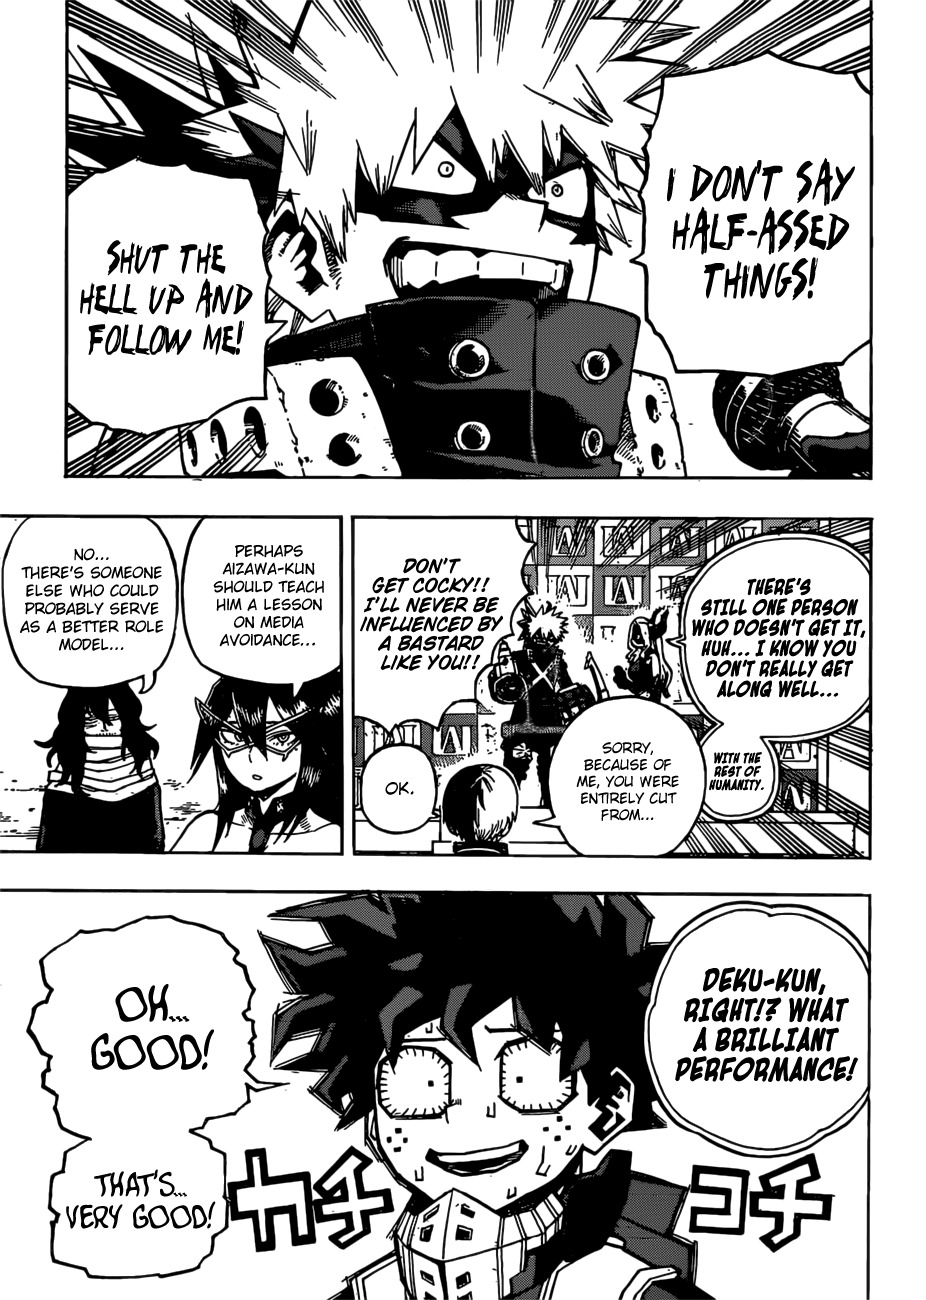 I DON'T SAY
HALF-ASSED
THINGS!
SHUT THE
HELL UP AND
FOLLOW ME!
THERE'S
STILL ONE PERSON
WHO DOESN'T GET IT,
HUH... I KNOW YOU
DON'T REALLY GET
ALONG WELL...
WITH THE
REST OF
HUMANITY.
DON'T
GET COCKY!!
I'LL NEVER BE
INFLUENCED BY
A BASTARD
LIKE YOU!!
SORRY,
BECAUSE OF
ME, YOU WERE
ENTIRELY CUT
FROM...
OK.
PERHAPS
AIZAWA-KUN
SHOULD TEACH
HIM A LESSON
ON MEDIA
AVOIDANCE...
NO...
THERE'S SOMEONE
ELSE WHO COULD
PROBABLY SERVE
AS A BETTER ROLE
MODEL...
DEKU-KUN,
RIGHT!? WHAT
A BRILLIANT
PERFORMANCE!
OH...
GOOD!
THAT'S...
VERY GOOD!
カチ
コチ